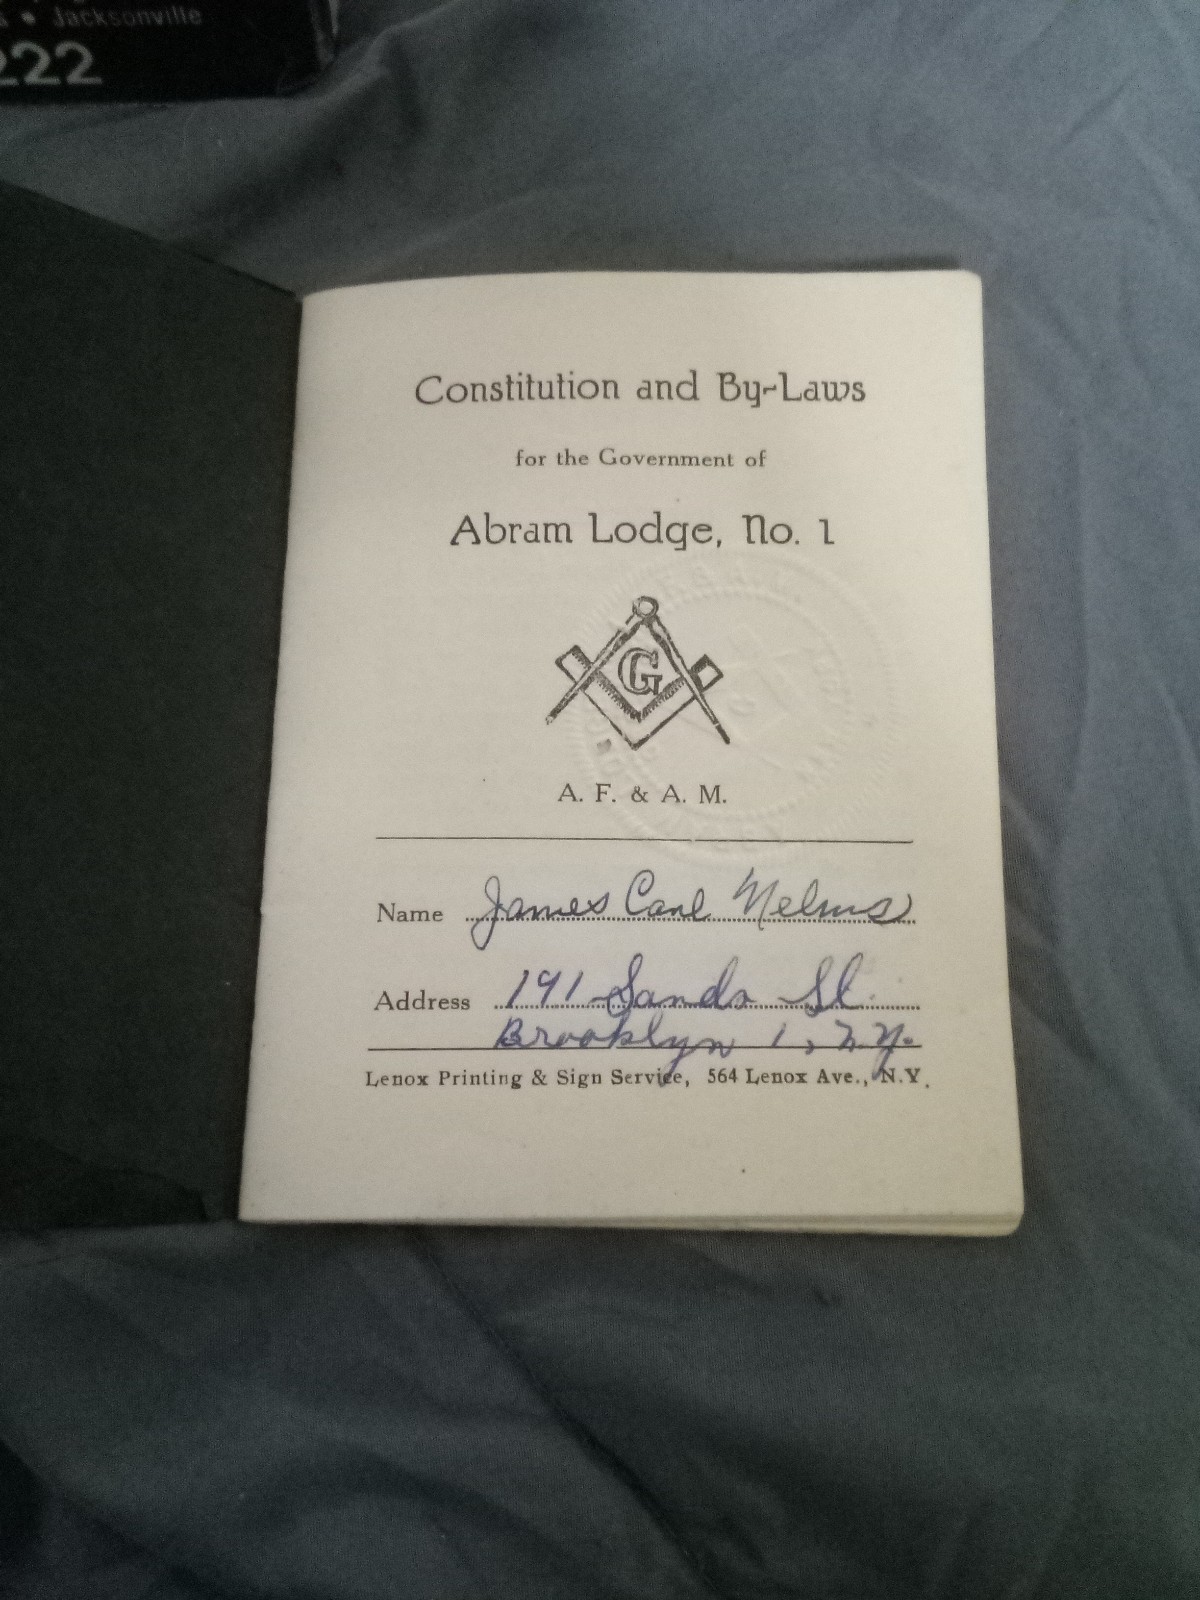 Jacksonville
222
Constitution and By-Laws
for the Government of
Abram Lodge, No. 1
G
A. F. & A. M.
Name James Carl Melms
Address 191 Sands St.
Brooklyn 1, N.Y.
Lenox Printing & Sign Service, 564 Lenox Ave., N.Y.